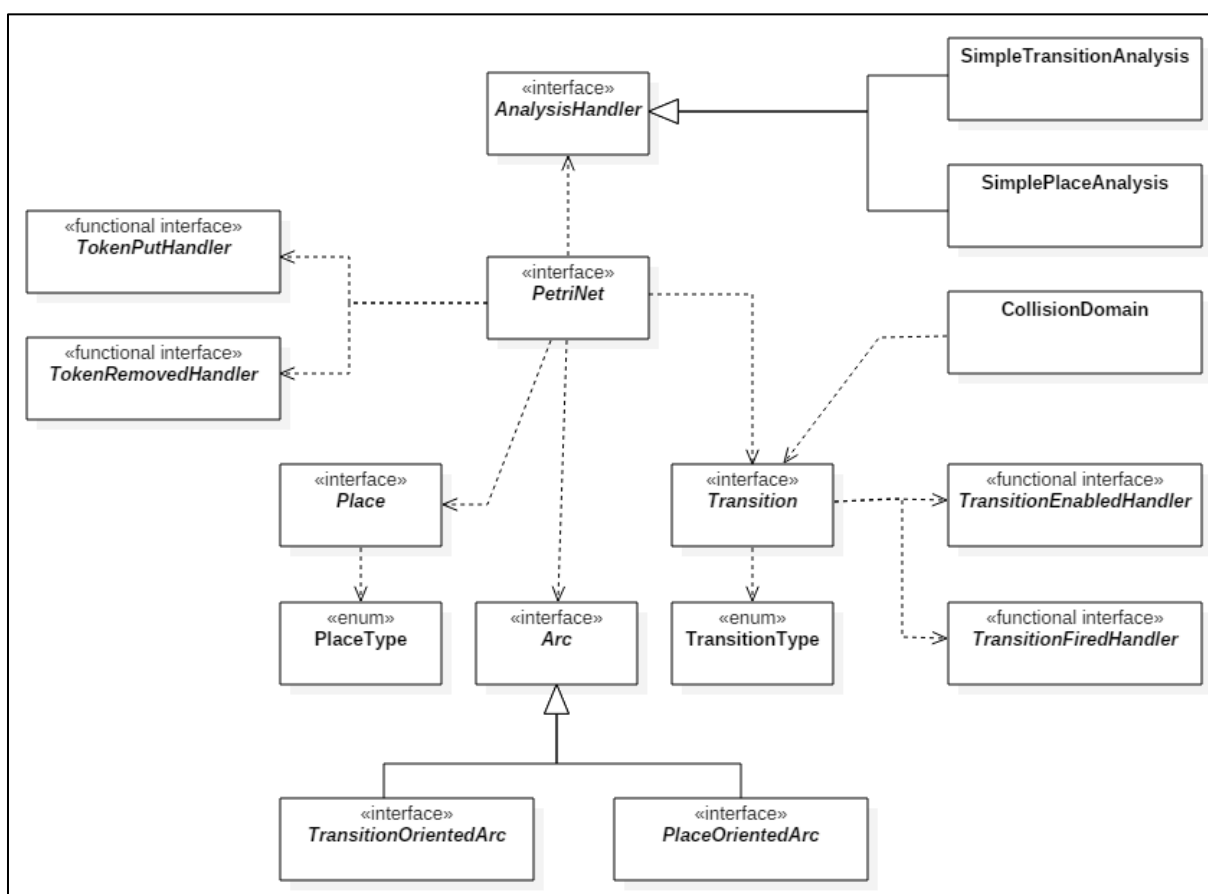 SimpleTransitionAnalysis
«interface»
AnalysisHandler
SimplePlaceAnalysis
«functional interface»
TokenPutHandler
«interface»
PetriNet
CollisionDomain
«functional interface»
TokenRemovedHandler
«interface»
Place
«interface»
Transition
«functional interface»
TransitionEnabledHandler
«enum»
PlaceType
«interface»
Arc
«enum»
TransitionType
«functional interface»
TransitionFiredHandler
«interface»
TransitionOrientedArc
«interface»
PlaceOrientedArc